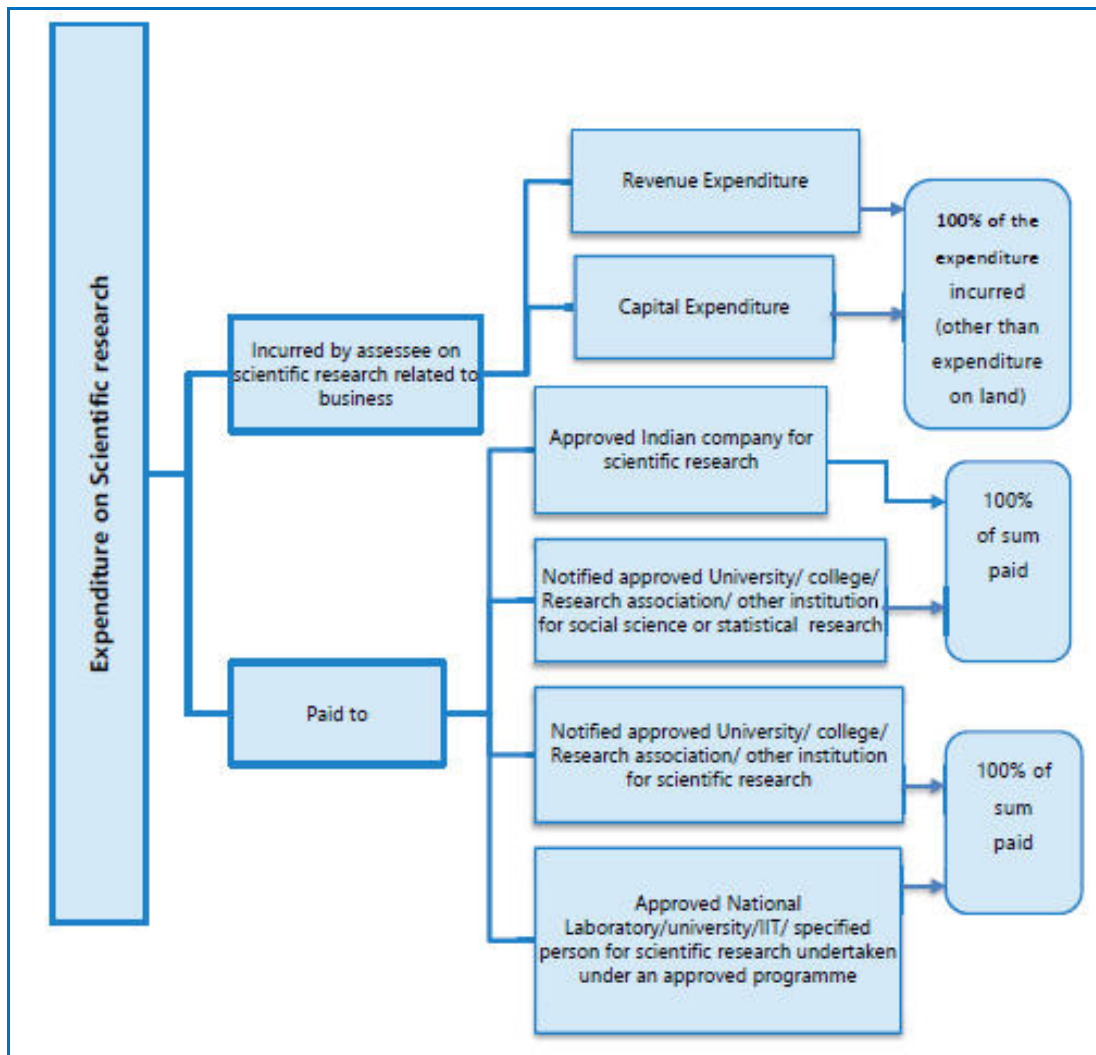 Expenditure on Scientific research
Incurred by assessee on
scientific research related to
business
Revenue Expenditure
Capital Expenditure
100% of the
expenditure
incurred
(other than
expenditure
on land)
Paid to
Approved Indian company for
scientific research
Notified approved University/ college/
Research association/ other institution
for social science or statistical research
100%
of sum
paid
Notified approved University/ college/
Research association/ other institution
for scientific research
Approved National
Laboratory/university/IIT/ specified
person for scientific research undertaken
under an approved programme
100% of
sum
paid